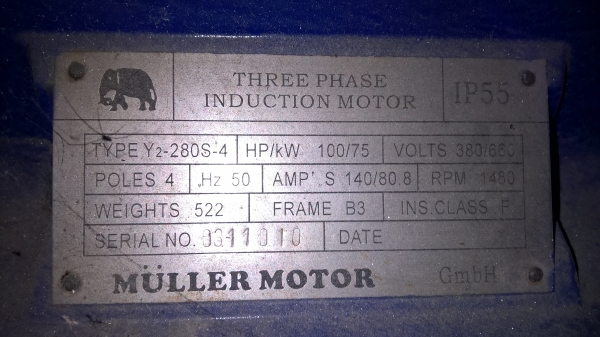 THREE PHASE
INDUCTION MOTOR
IP55
TYPE Y2-280S-4 HP/kW 100/75 VOLTS 380/660
POLES 4 Hz 50 AMP'S 140/80.8 RPM 1480
WEIGHTS 522 FRAME B3 INS.CLASS F
SERIAL NO. DATE
MÜLLER MOTOR GmbH